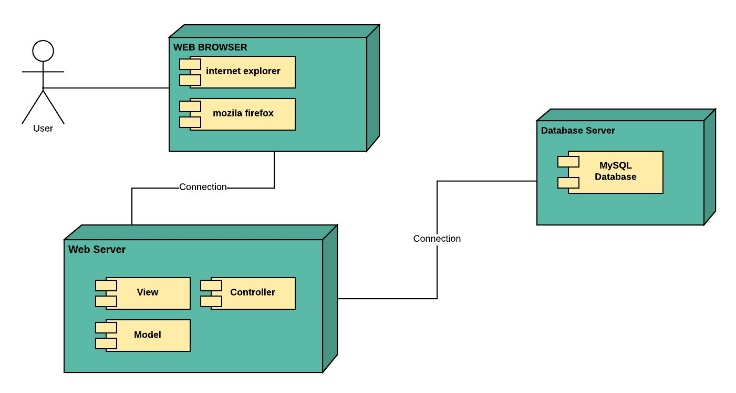 WEB BROWSER
internet explorer
mozila firefox
User
Database Server
MySQL
Database
Connection
Connection
Web Server
View
Controller
Model